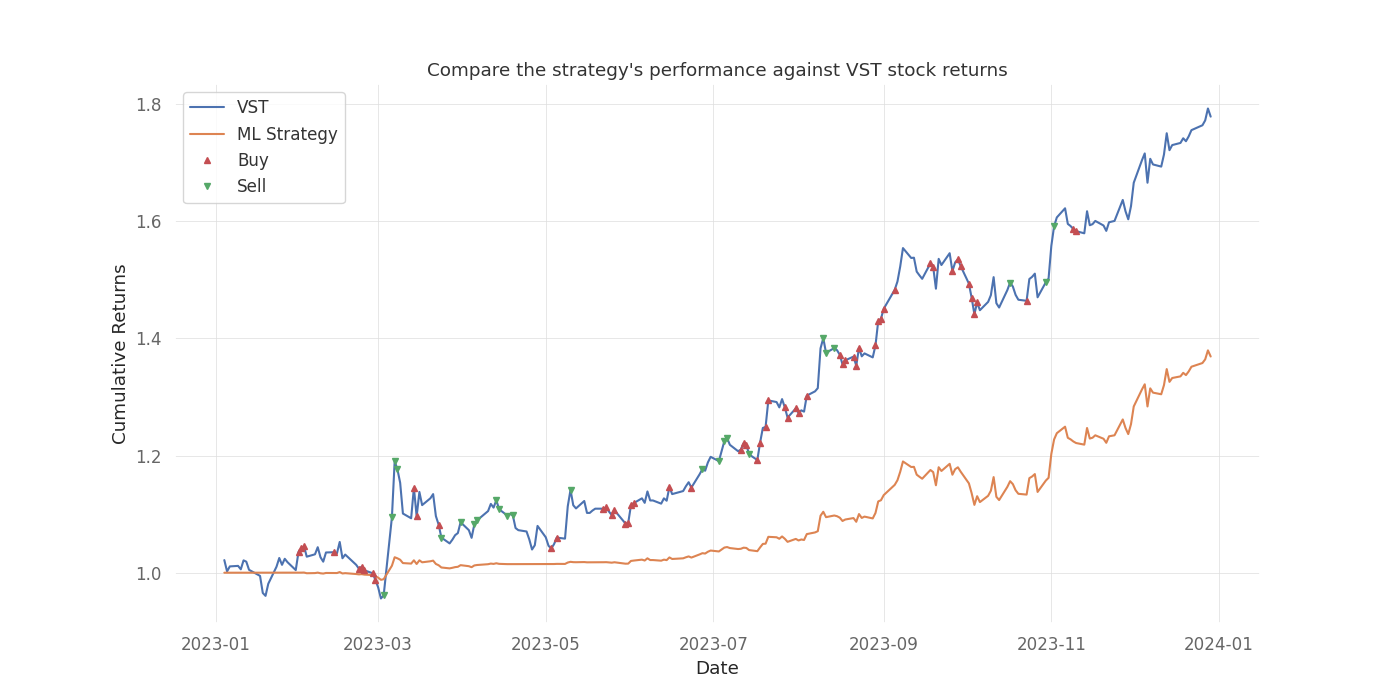 Compare the strategy's performance against VST stock returns
VST
ML Strategy
Buy
Sell
Cumulative Returns
1.8
1.6
1.4
1.2
1.0
2023-01
2023-03
2023-05
2023-07
2023-09
2023-11
2024-01
Date